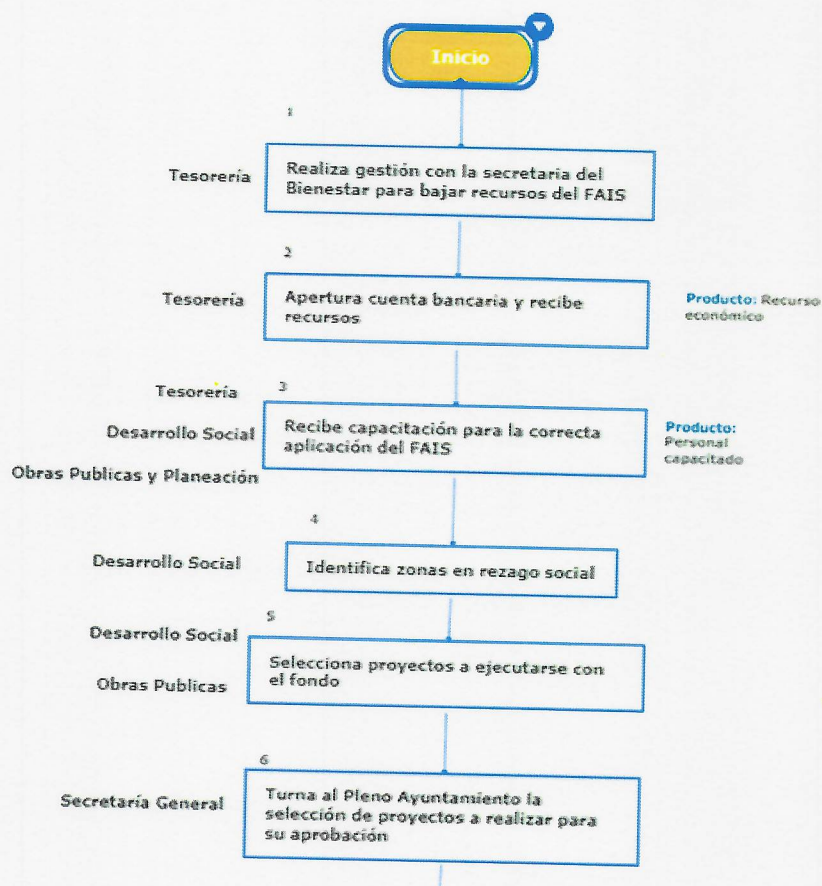 Inicio
1
Tesorería
Realiza gestión con la secretaria del
Bienestar para bajar recursos del FAIS
2
Tesorería
Apertura cuenta bancaria y recibe
recursos
Producto: Recurso
económico
Tesorería
3
Desarrollo Social
Obras Publicas y Planeación
Recibe capacitación para la correcta
aplicación del FAIS
Producto:
Personal
capacitado
4
Desarrollo Social
Identifica zonas en rezago social
5
Desarrollo Social
Obras Publicas
Selecciona proyectos a ejecutarse con
el fondo
6
Secretaría General
Turna al Pleno Ayuntamiento la
selección de proyectos a realizar para
su aprobación